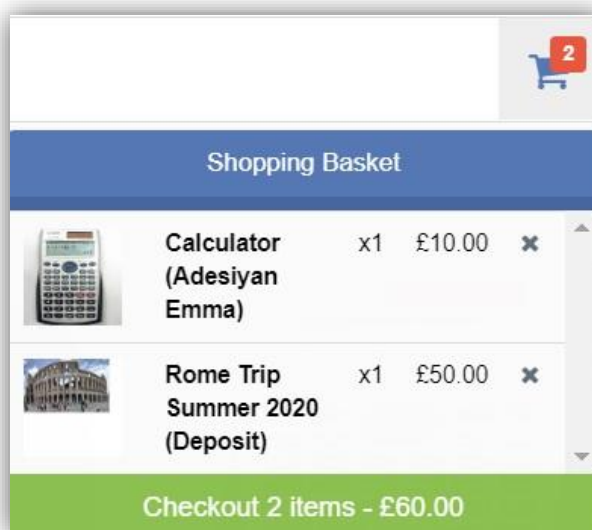 2
Shopping Basket
Calculator x1 £10.00
(Adesiyan
Emma)
Rome Trip x1 £50.00
Summer 2020
(Deposit)
Checkout 2 items - £60.00